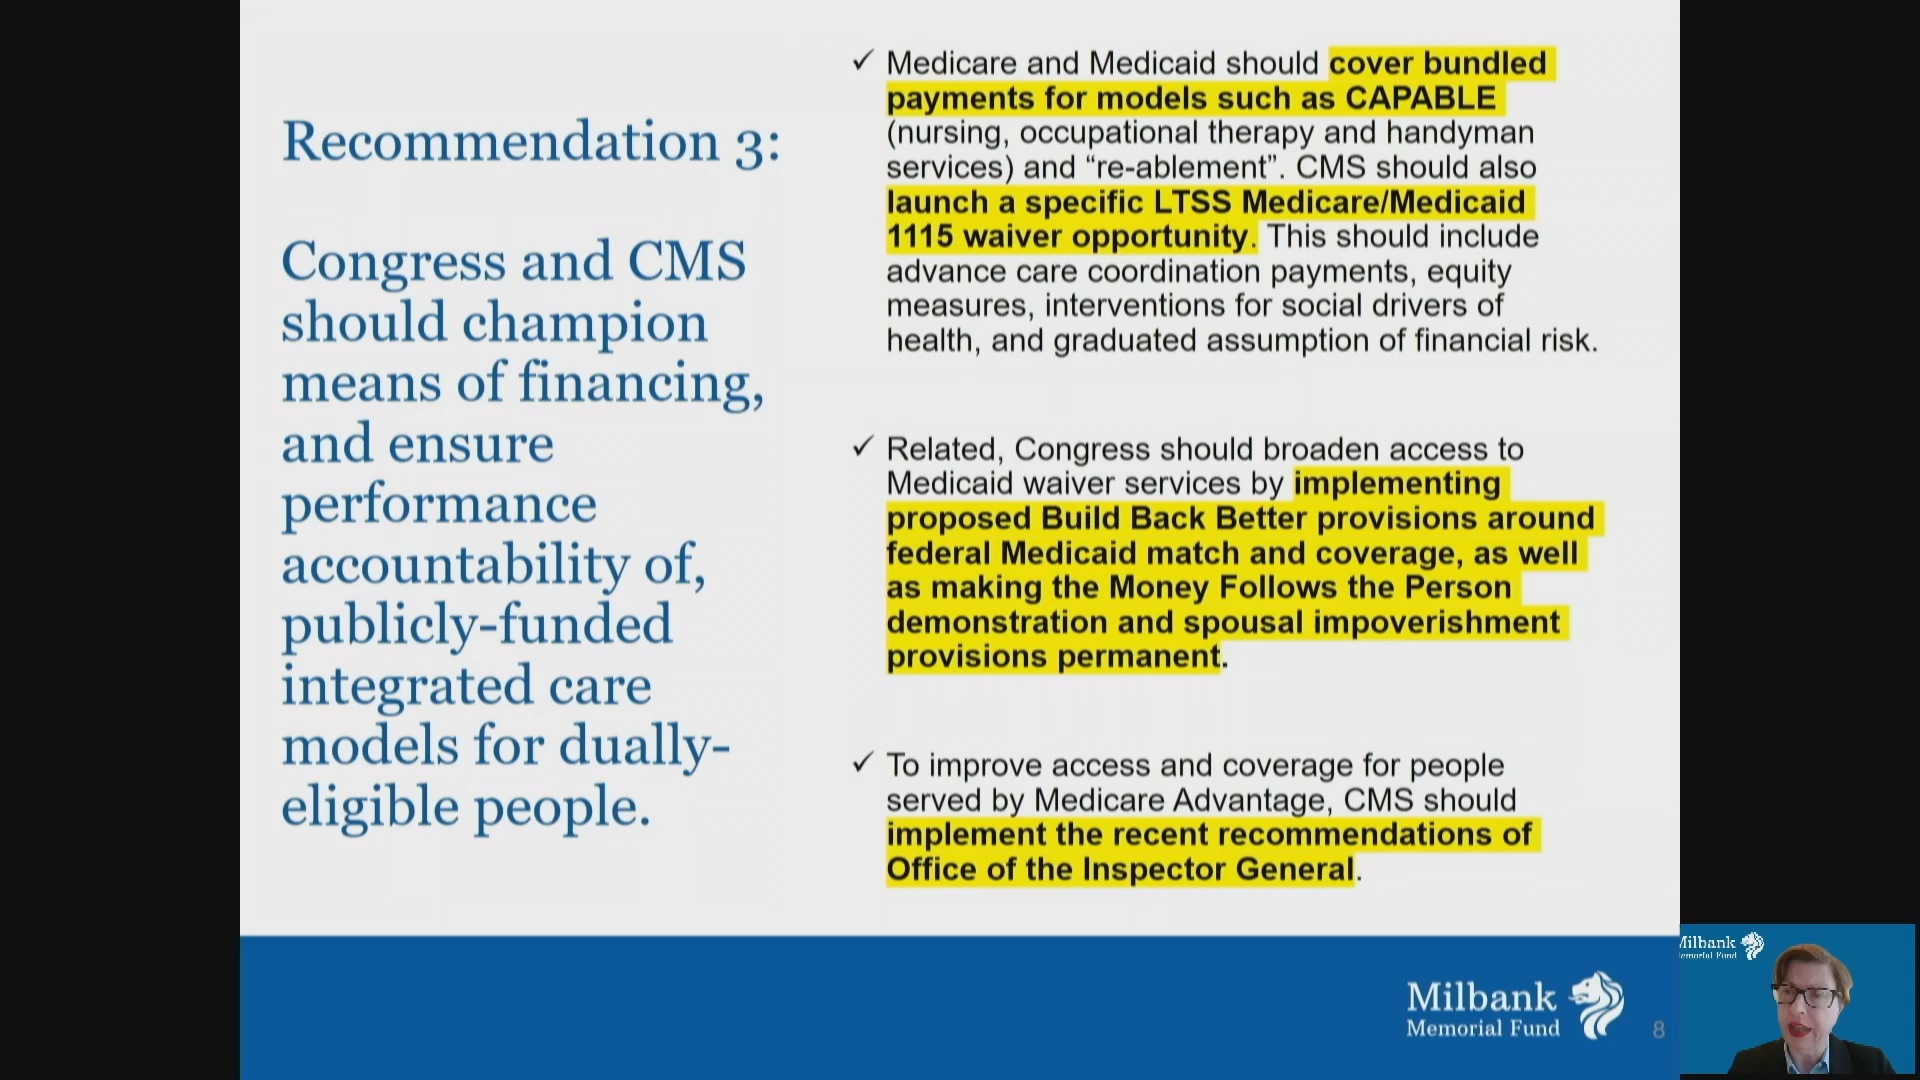 Recommendation 3:
Congress and CMS
should champion
means of financing,
and ensure
performance
accountability of,
publicly-funded
integrated care
models for dually-
eligible people.
✓ Medicare and Medicaid should cover bundled
payments for models such as CAPABLE
(nursing, occupational therapy and handyman
services) and “re-ablement”. CMS should also
launch a specific LTSS Medicare/Medicaid
1115 waiver opportunity. This should include
advance care coordination payments, equity
measures, interventions for social drivers of
health, and graduated assumption of financial risk.
✓ Related, Congress should broaden access to
Medicaid waiver services by implementing
proposed Build Back Better provisions around
federal Medicaid match and coverage, as well
as making the Money Follows the Person
demonstration and spousal impoverishment
provisions permanent.
✓ To improve access and coverage for people
served by Medicare Advantage, CMS should
implement the recent recommendations of
Office of the Inspector General.
Milbank
Memorial Fund
8
Milbank
Memorial Fund